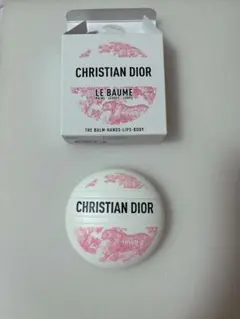 CHRISTIAN DIOR
LE BAUME
THE BALM·HANDS·LIPS·BODY
CHRISTIAN DIOR